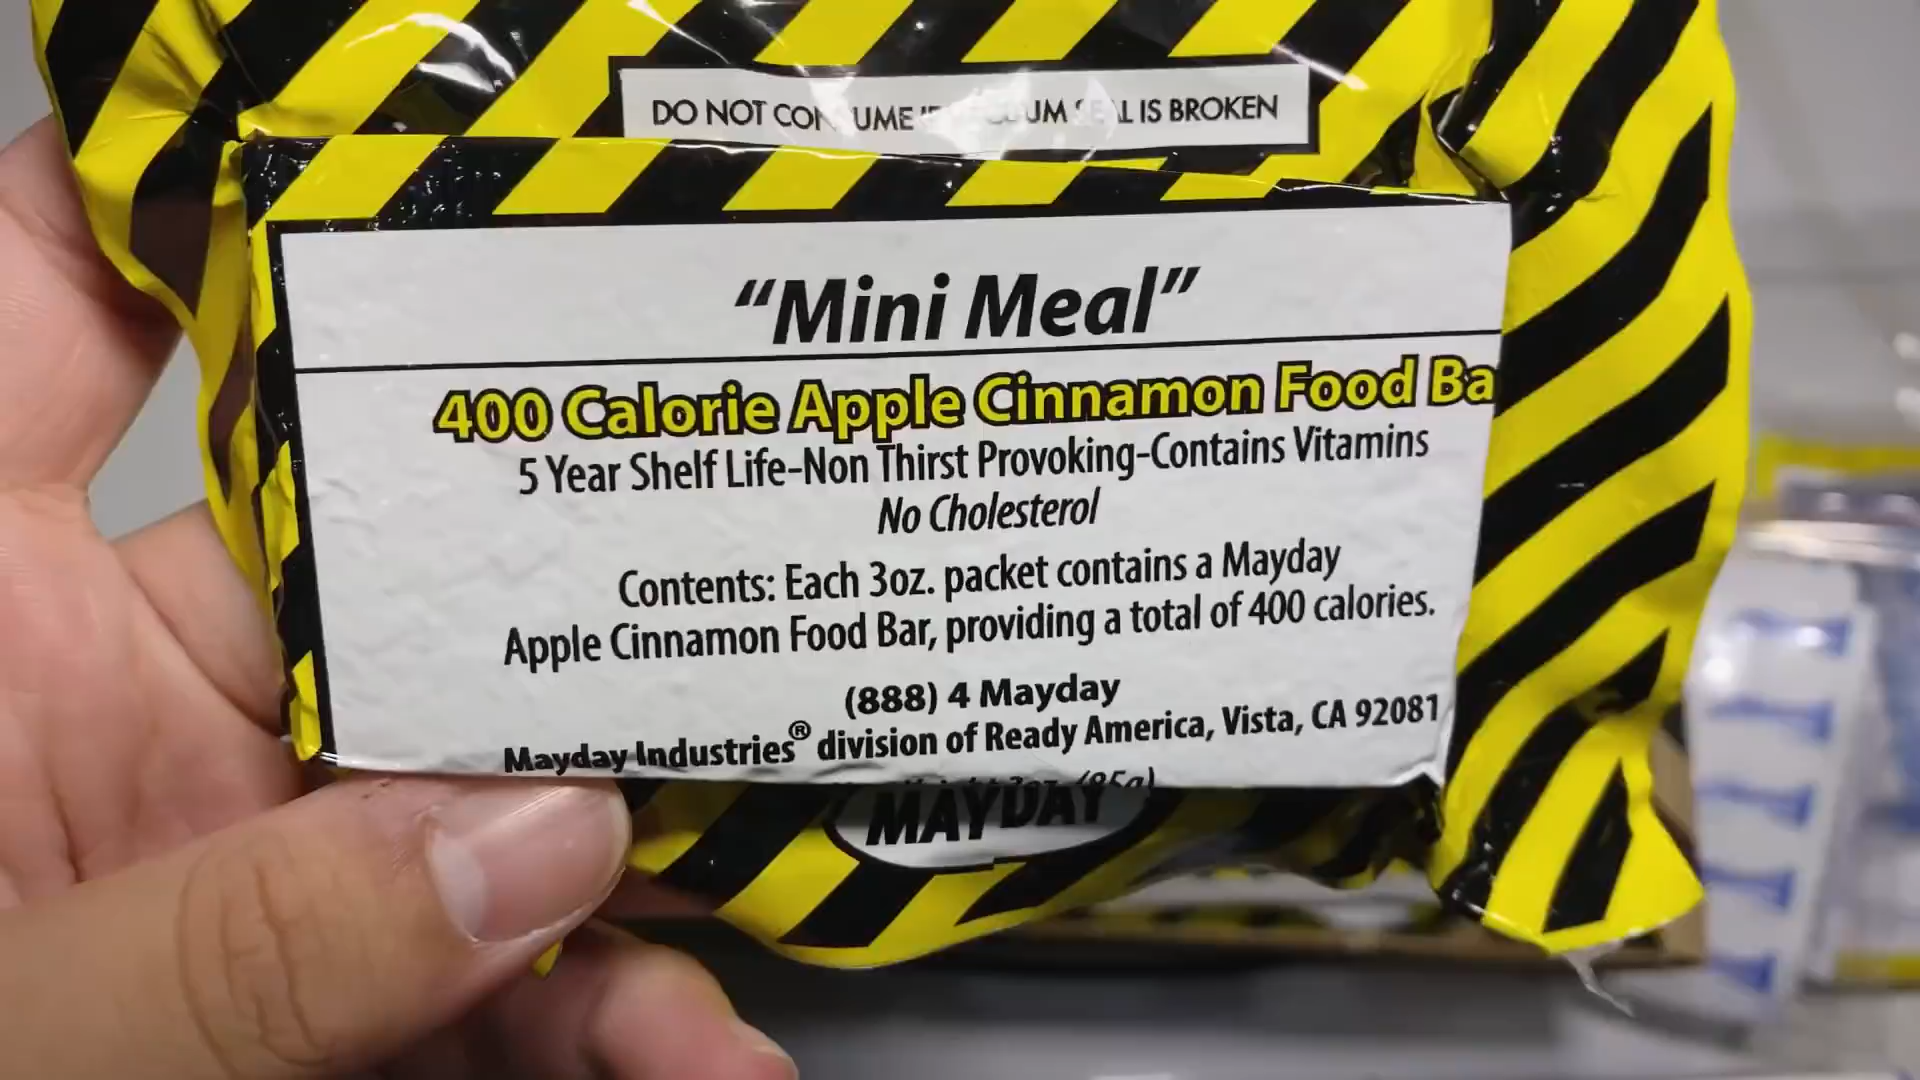 DO NOT CONSUME IF VACUUM SEAL IS BROKEN
“Mini Meal”
400 Calorie Apple Cinnamon Food Ba
5 Year Shelf Life-Non Thirst Provoking-Contains Vitamins
No Cholesterol
Contents: Each 3oz. packet contains a Mayday
Apple Cinnamon Food Bar, providing a total of 400 calories.
(888) 4 Mayday
Mayday Industries® division of Ready America, Vista, CA 92081
3oz (85g)
MAYDAY